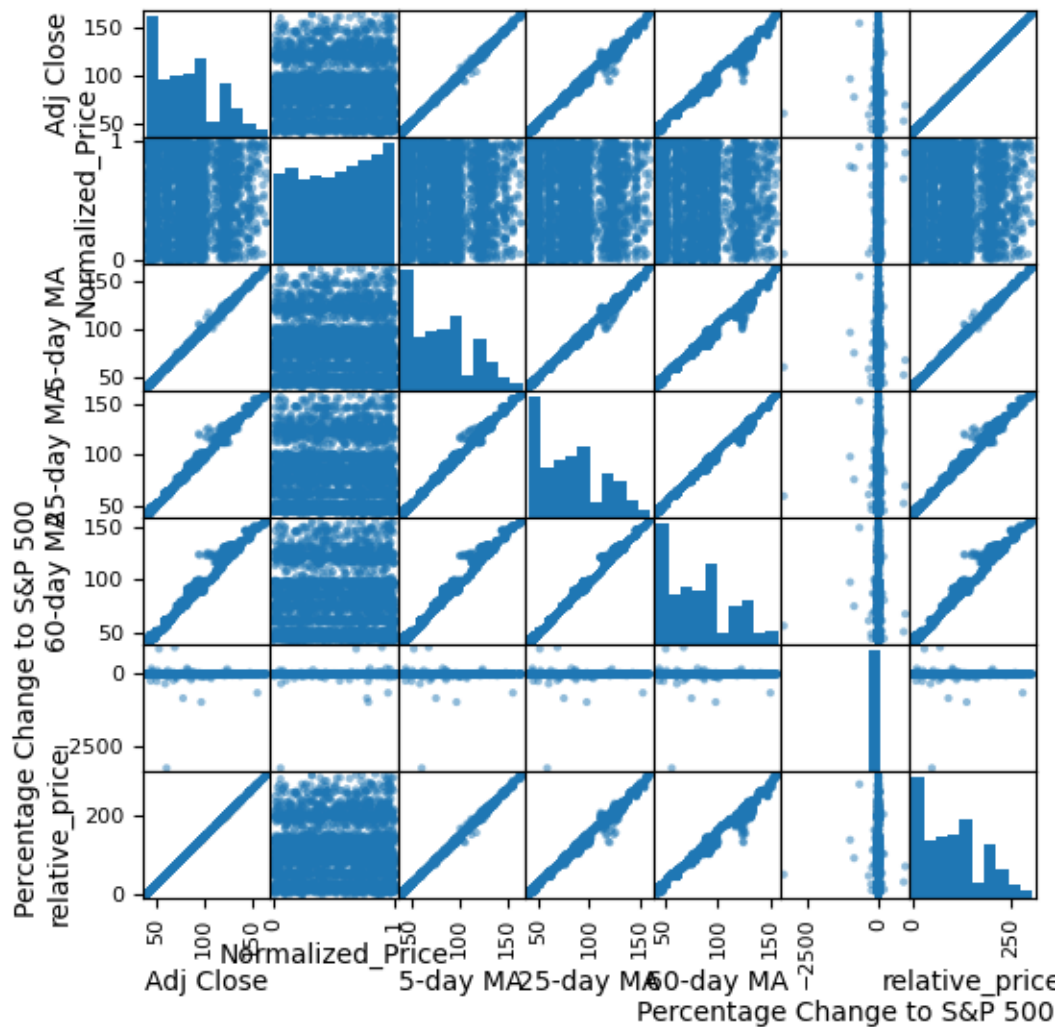 Adj Close
150
100
50
Normalized_Price
1
0
5-day MA
150
100
50
25-day MA
150
100
50
60-day MA
150
100
50
Percentage Change to S&P 500
0
−2500
relative_price
200
0
50 100 150
0 1
50 100 150
50 100 150
50 100 150
−2500 0
0 250
Normalized_Price
Adj Close 5-day MA 25-day MA 60-day MA relative_price
Percentage Change to S&P 500